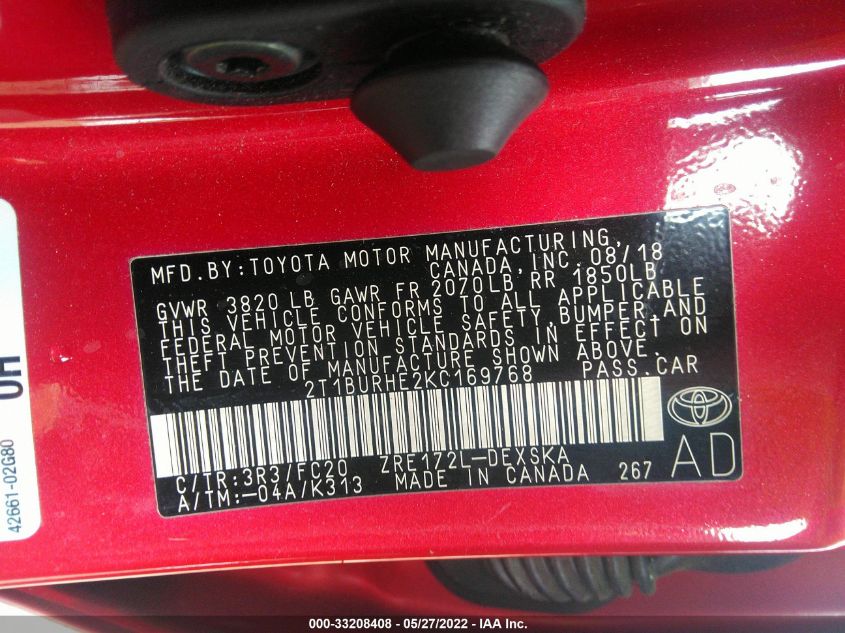 MFD. BY: TOYOTA MOTOR MANUFACTURING,
CANADA, INC. 08/18
GVWR 3820 LB GAWR FR 2070LB RR 1850LB
THIS VEHICLE CONFORMS TO ALL APPLICABLE
FEDERAL MOTOR VEHICLE SAFETY, BUMPER, AND
THEFT PREVENTION STANDARDS IN EFFECT ON
THE DATE OF MANUFACTURE SHOWN ABOVE.
2T1BURHE2KC169768 PASS. CAR
C/TR: 3R3/FC20 ZRE172L-DEXSKA
A/TM: -04A/K313 MADE IN CANADA 267
AD
42661-02G80
000-33208408 - 05/27/2022 - IAA Inc.